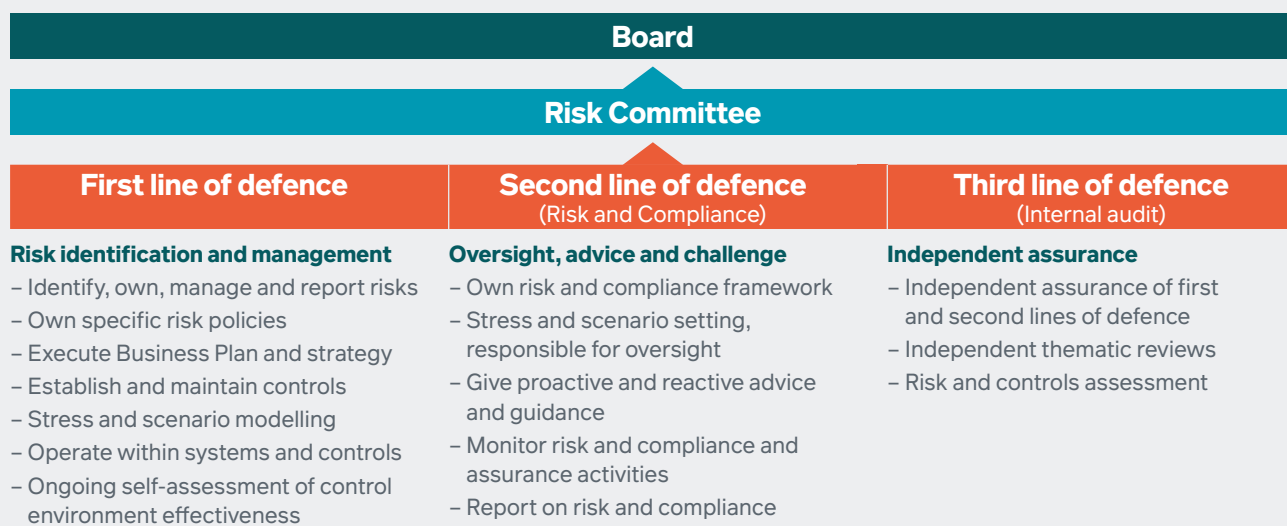 Board
Risk Committee
First line of defence
Second line of defence
(Risk and Compliance)
Third line of defence
(Internal audit)
Risk identification and management
– Identify, own, manage and report risks
– Own specific risk policies
– Execute Business Plan and strategy
– Establish and maintain controls
– Stress and scenario modelling
– Operate within systems and controls
– Ongoing self-assessment of control
environment effectiveness
Oversight, advice and challenge
– Own risk and compliance framework
– Stress and scenario setting,
responsible for oversight
– Give proactive and reactive advice
and guidance
– Monitor risk and compliance and
assurance activities
– Report on risk and compliance
Independent assurance
– Independent assurance of first
and second lines of defence
– Independent thematic reviews
– Risk and controls assessment